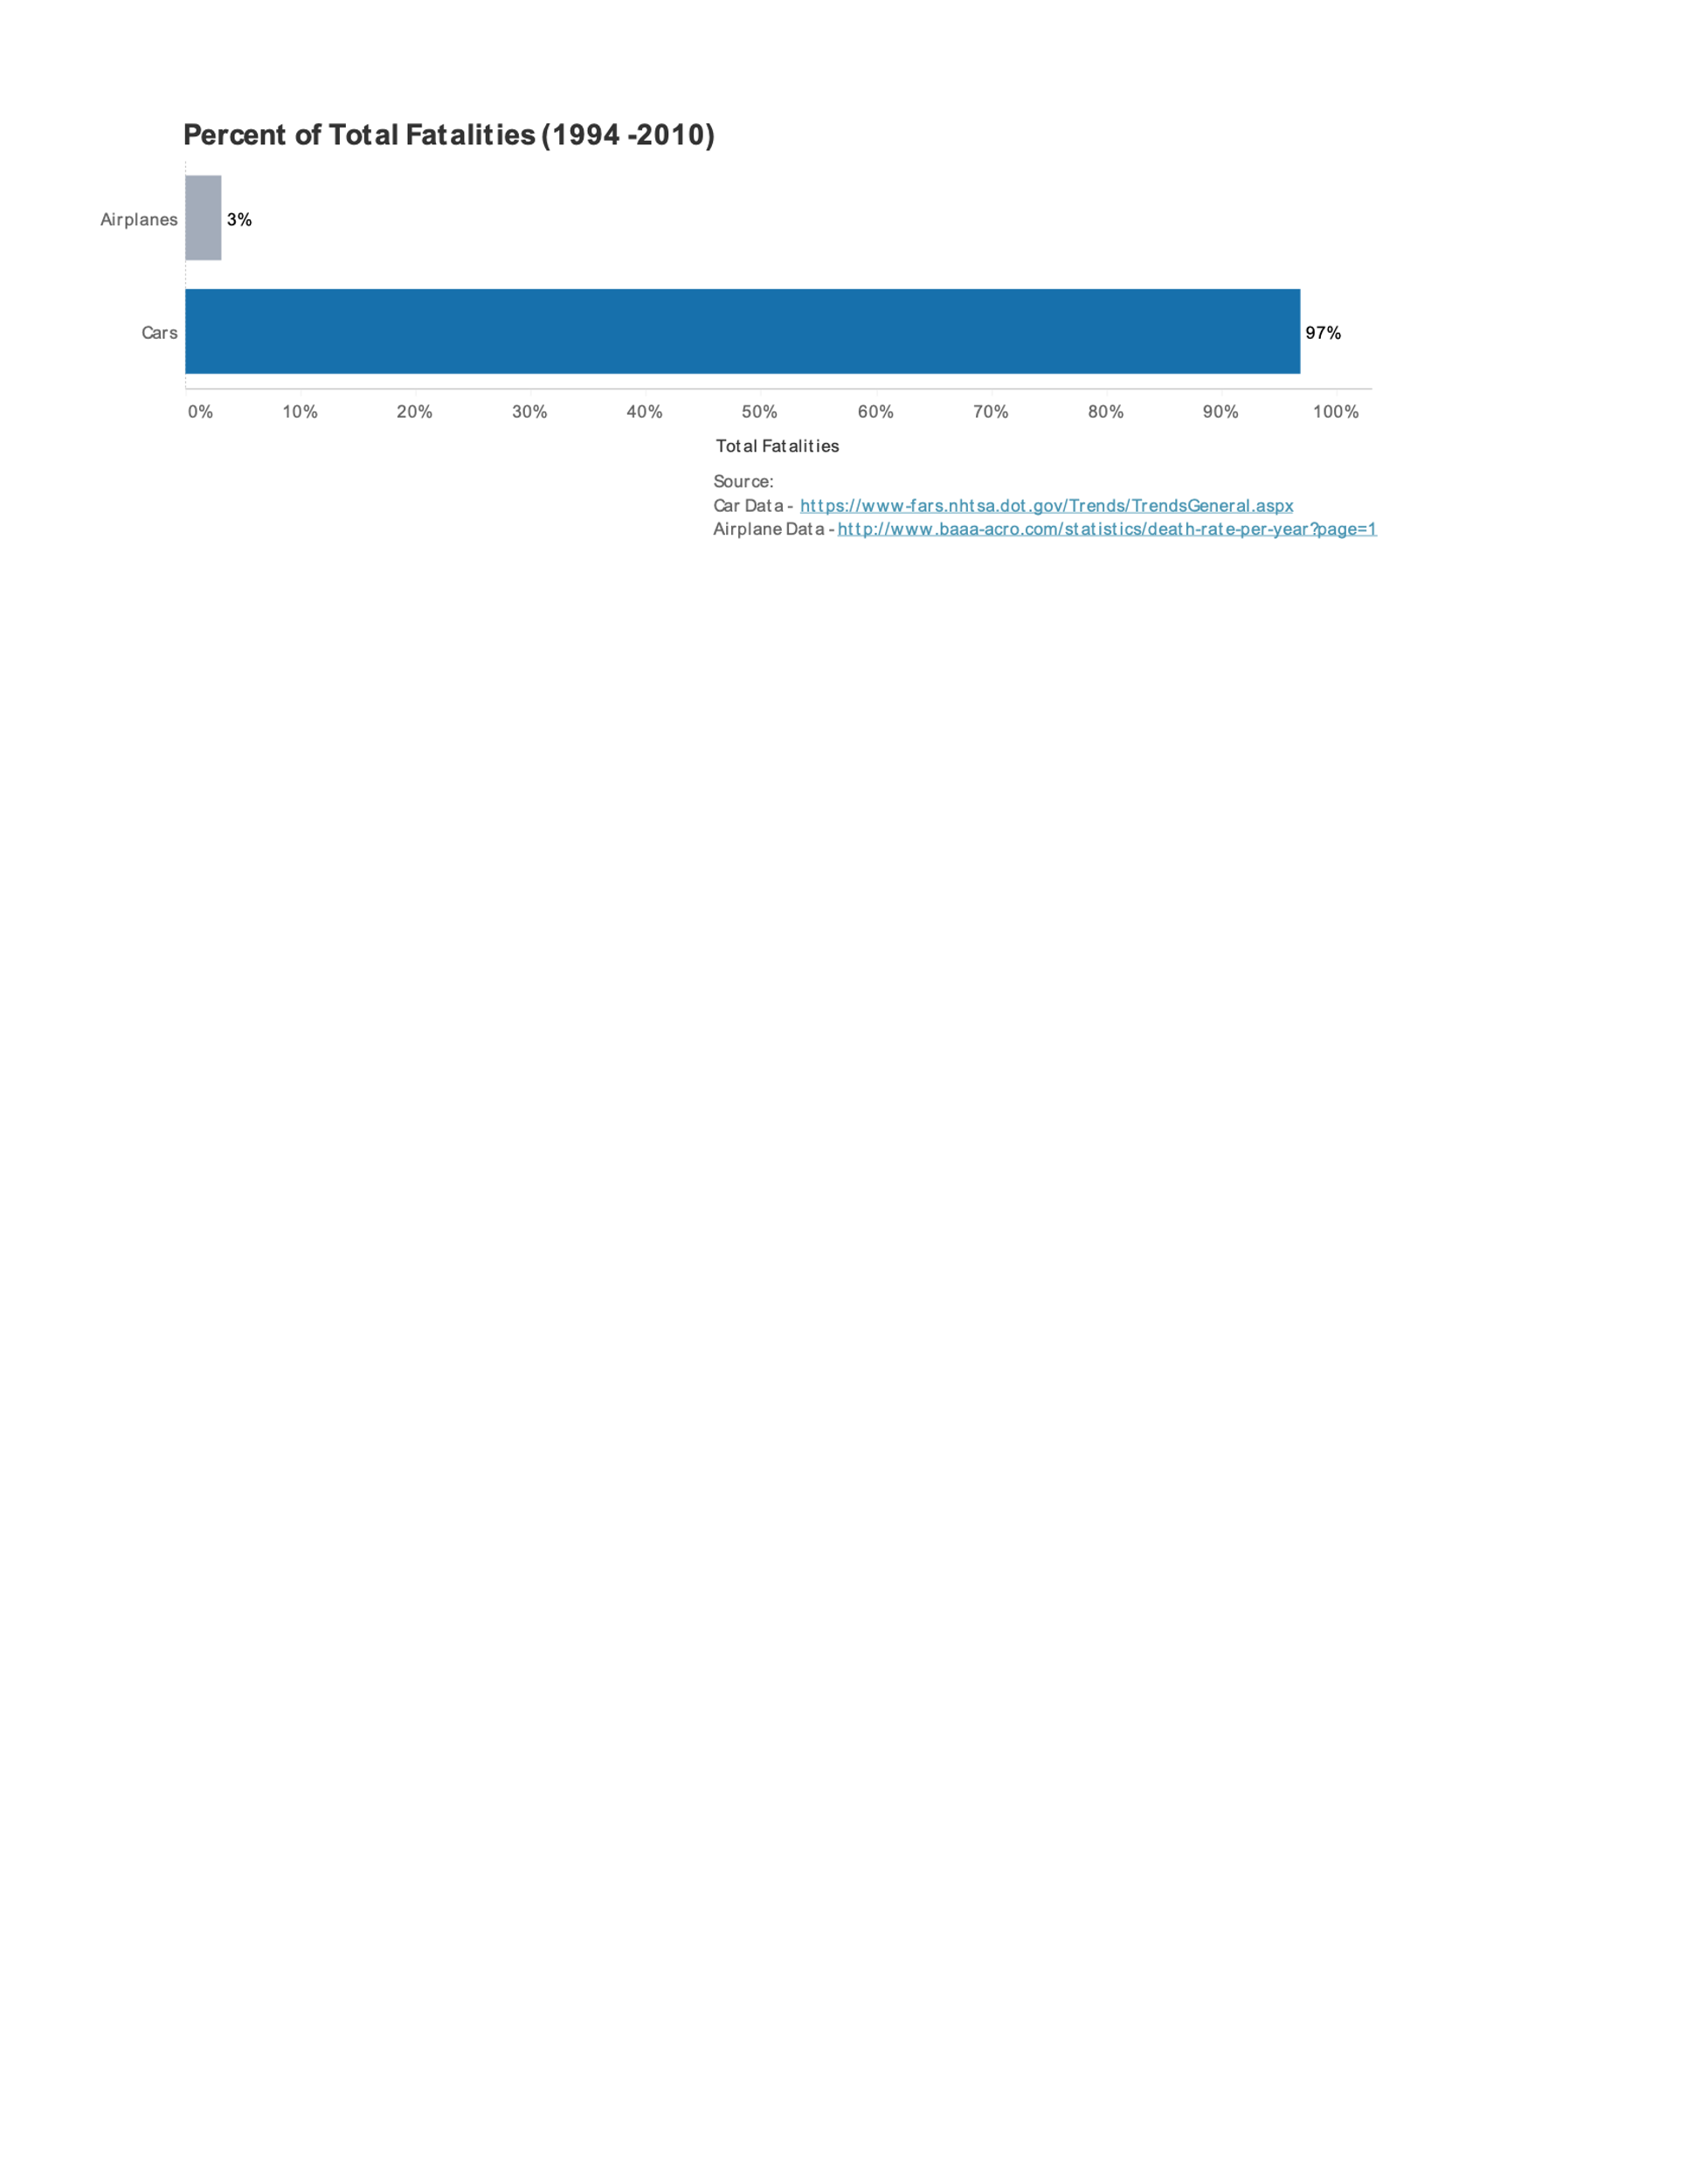 Percent of Total Fatalities (1994 -2010)
Airplanes
3%
Cars
97%
0% 10% 20% 30% 40% 50% 60% 70% 80% 90% 100%
Total Fatalities
Source:
Car Data - https://www-fars.nhtsa.dot.gov/Trends/TrendsGeneral.aspx
Airplane Data - http://www.baaa-acro.com/statistics/death-rate-per-year?page=1